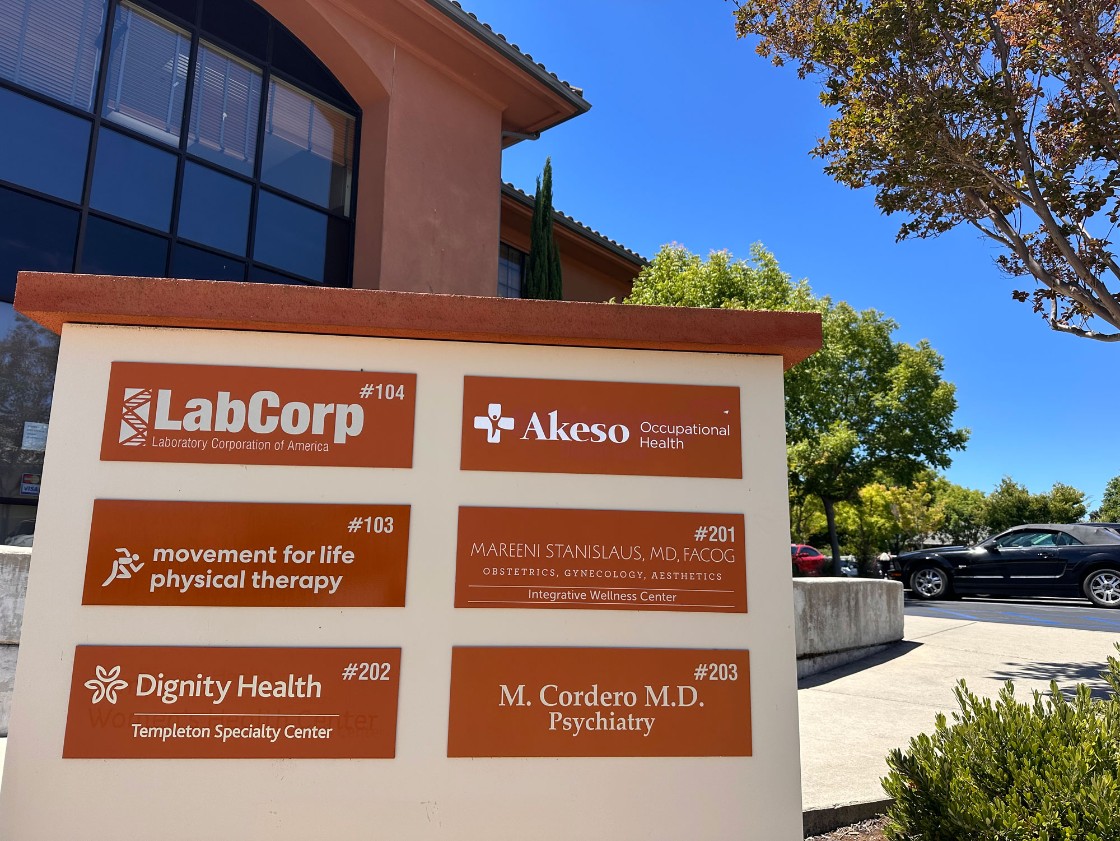 #104
LabCorp
Laboratory Corporation of America
Akeso Occupational
Health
#103
movement for life
physical therapy
#201
MAREENI STANISLAUS, MD, FACOG
OBSTETRICS, GYNECOLOGY, AESTHETICS
Integrative Wellness Center
#202
Dignity Health
Templeton Specialty Center
#203
M. Cordero M.D.
Psychiatry